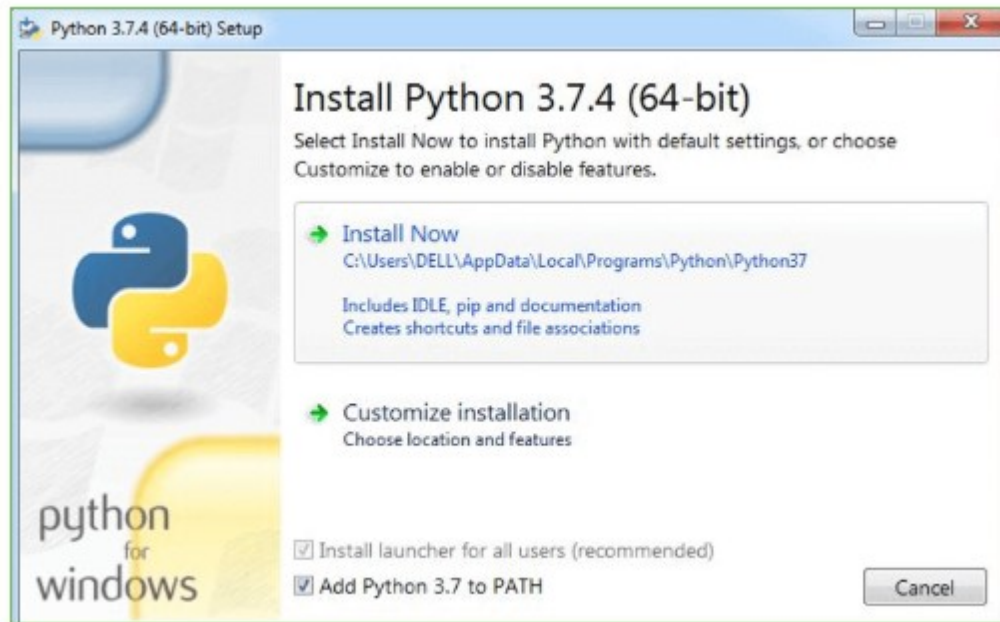 Python 3.7.4 (64-bit) Setup
Install Python 3.7.4 (64-bit)
Select Install Now to install Python with default settings, or choose
Customize to enable or disable features.
Install Now
C:\Users\DELL\AppData\Local\Programs\Python\Python37
Includes IDLE, pip and documentation
Creates shortcuts and file associations
Customize installation
Choose location and features
python
for
windows
Install launcher for all users (recommended)
Add Python 3.7 to PATH
Cancel